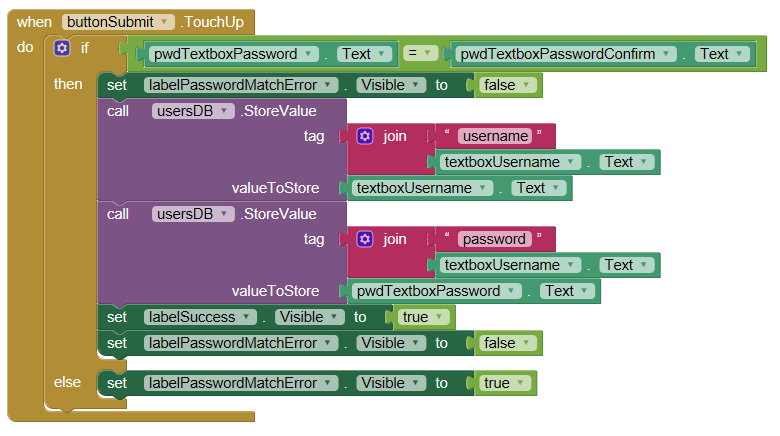 when buttonSubmit .TouchUp
do if pwdTextboxPassword . Text = pwdTextboxPasswordConfirm . Text
then set labelPasswordMatchError . Visible to false
call usersDB .StoreValue
tag join “ username ”
textboxUsername . Text
valueToStore textboxUsername . Text
call usersDB .StoreValue
tag join “ password ”
textboxUsername . Text
valueToStore pwdTextboxPassword . Text
set labelSuccess . Visible to true
set labelPasswordMatchError . Visible to false
else set labelPasswordMatchError . Visible to true